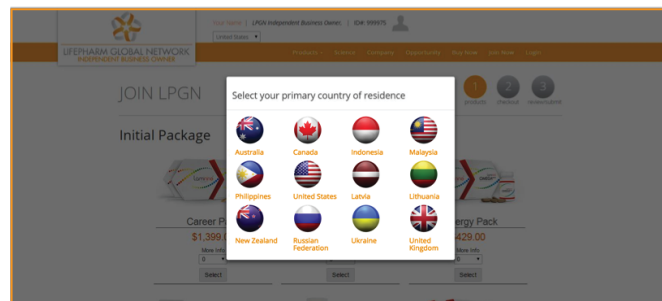 Your Name | LPGN Independent Business Owner, | ID#: 999975
United States
LIFEPHARM GLOBAL NETWORK
INDEPENDENT BUSINESS OWNER
Products Science Company Opportunity Buy Now Join Now Login
JOIN LPGN
1 2 3
products checkout
Initial Package
Select your primary country of residence
Australia Canada Indonesia Malaysia
Philippines United States Latvia Lithuania
New Zealand Russian Federation Ukraine United Kingdom
Career P
ergy Pack
$1,399.
429.00
More Info More Info
0 0
Select Select Select